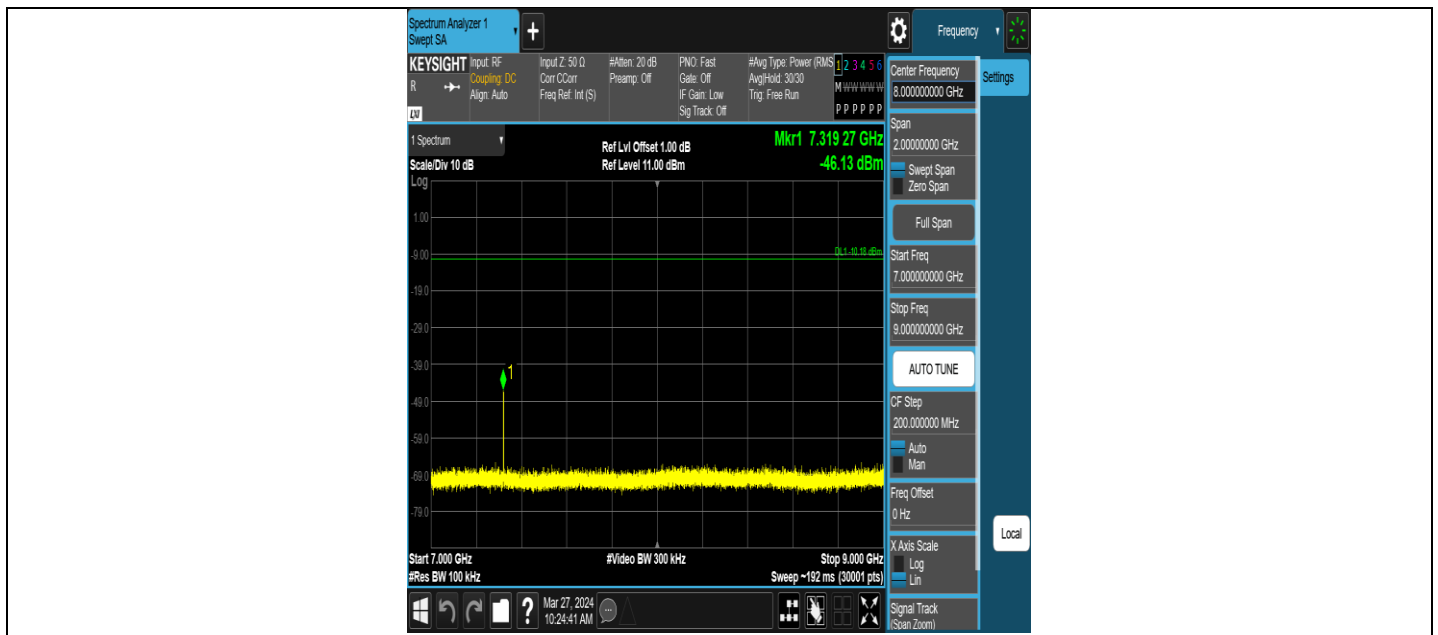 Spectrum Analyzer 1
Swept SA
+
Frequency
KEYSIGHT
R
LXI
Input: RF
Coupling: DC
Align: Auto
Input Z: 50 Ω
Corr CCorr
Freq Ref: Int (S)
#Atten: 20 dB
Preamp: Off
PNO: Fast
Gate: Off
IF Gain: Low
Sig Track: Off
#Avg Type: Power (RMS
Avg|Hold: 30/30
Trig: Free Run
1 2 3 4 5 6
M W W W W W
P P P P P P
1 Spectrum
Scale/Div 10 dB
Log
Ref Lvl Offset 1.00 dB
Ref Level 11.00 dBm
Mkr1 7.319 27 GHz
-46.13 dBm
1.00
-9.00
DL1 -10.18 dBm
-19.0
-29.0
-39.0
1
-49.0
-59.0
-69.0
-79.0
Start 7.000 GHz
#Res BW 100 kHz
#Video BW 300 kHz
Stop 9.000 GHz
Sweep ~192 ms (30001 pts)
?
Mar 27, 2024
10:24:41 AM
Center Frequency
8.000000000 GHz
Span
2.00000000 GHz
Swept Span
Zero Span
Full Span
Start Freq
7.000000000 GHz
Stop Freq
9.000000000 GHz
AUTO TUNE
CF Step
200.000000 MHz
Auto
Man
Freq Offset
0 Hz
X Axis Scale
Log
Lin
Signal Track
(Span Zoom)
Settings
Local